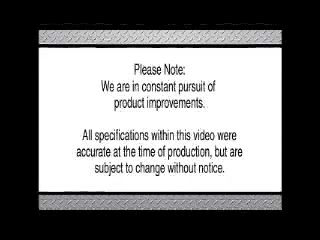 Please Note:
We are in constant pursuit of
product improvements.
All specifications within this video were
accurate at the time of production, but are
subject to change without notice.